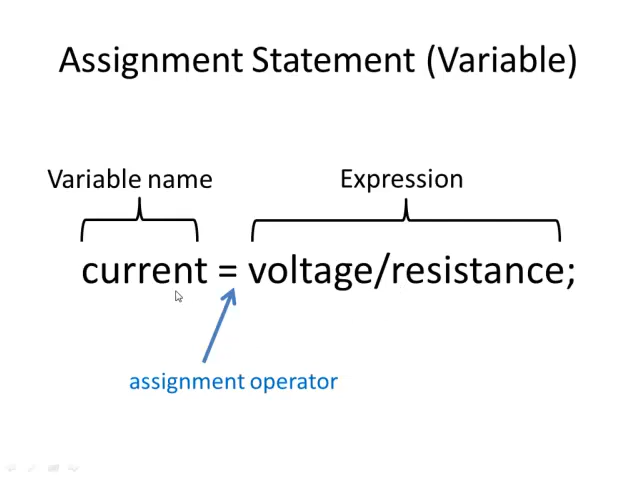 Assignment Statement (Variable)
Variable name
Expression
current = voltage/resistance;
assignment operator